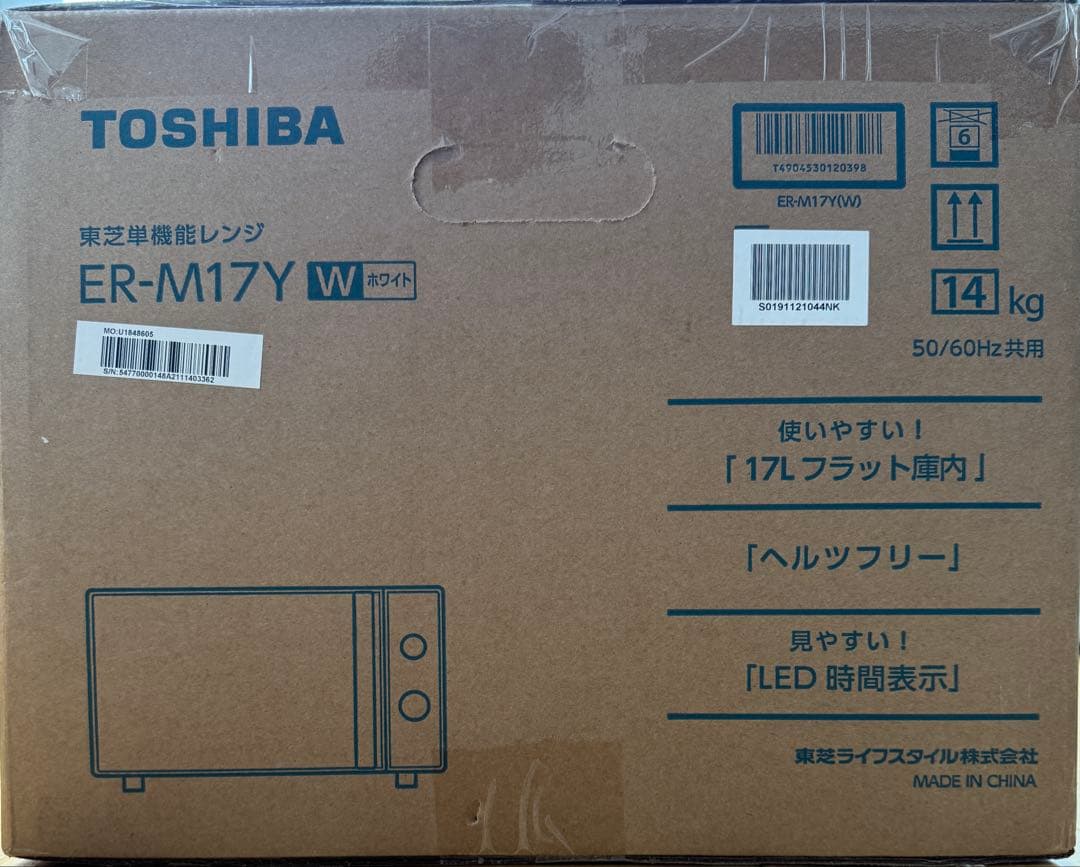 TOSHIBA
東芝単機能レンジ
ER-M17Y W ホワイト
MO:U1848605
S/N:54770000148A2111403362
T4904530120398
ER-M17Y(W)
S0191121044NK
6
14 kg
50/60Hz共用
使いやすい！
「17Lフラット庫内」
「ヘルツフリー」
見やすい！
「LED 時間表示」
東芝ライフスタイル株式会社
MADE IN CHINA